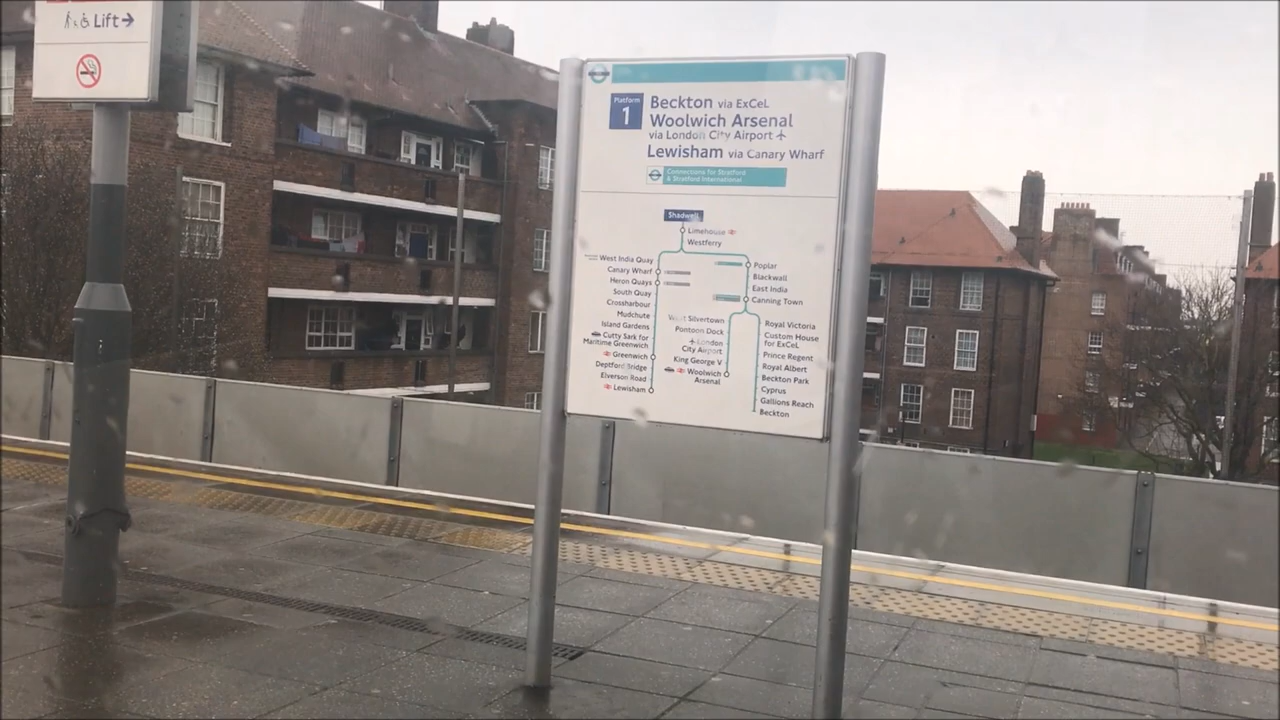 Lift
Platform
1
Beckton via ExCeL
Woolwich Arsenal
via London City Airport
Lewisham via Canary Wharf
Connections for Stratford
& Stratford International
Shadwell
Limehouse
Westferry
West India Quay
Canary Wharf
Heron Quays
South Quay
Crossharbour
Mudchute
Island Gardens
Cutty Sark for
Maritime Greenwich
Greenwich
Deptford Bridge
Elverson Road
Lewisham
Poplar
Blackwall
East India
Canning Town
West Silvertown
Pontoon Dock
London
City Airport
King George V
Woolwich
Arsenal
Royal Victoria
Custom House
for ExCeL
Prince Regent
Royal Albert
Beckton Park
Cyprus
Gallions Reach
Beckton